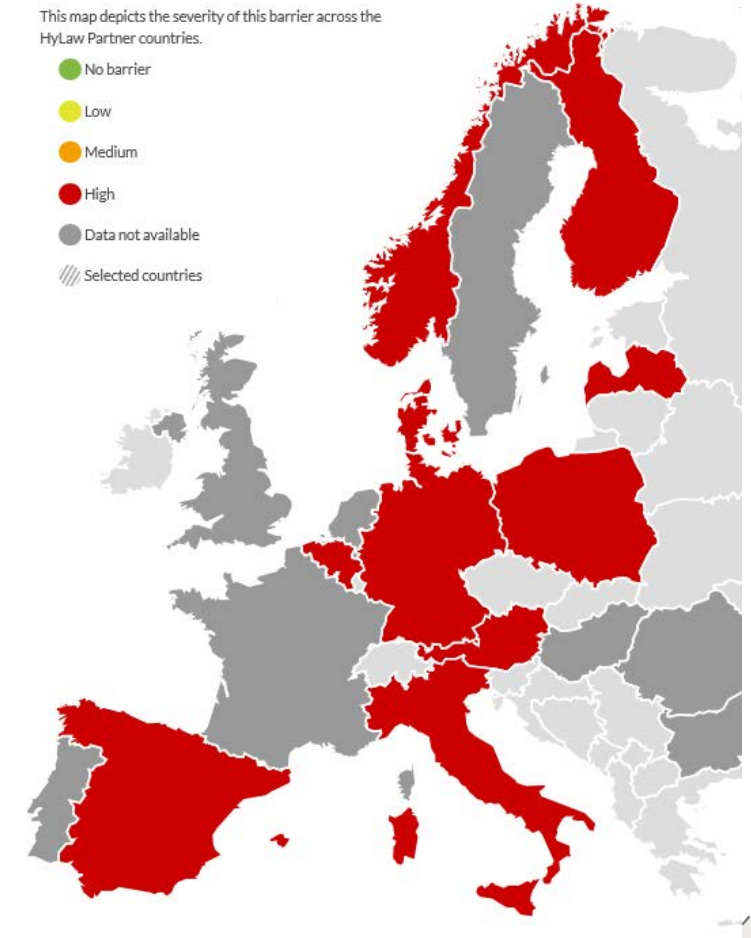 This map depicts the severity of this barrier across the
HyLaw Partner countries.
No barrier
Low
Medium
High
Data not available
Selected countries